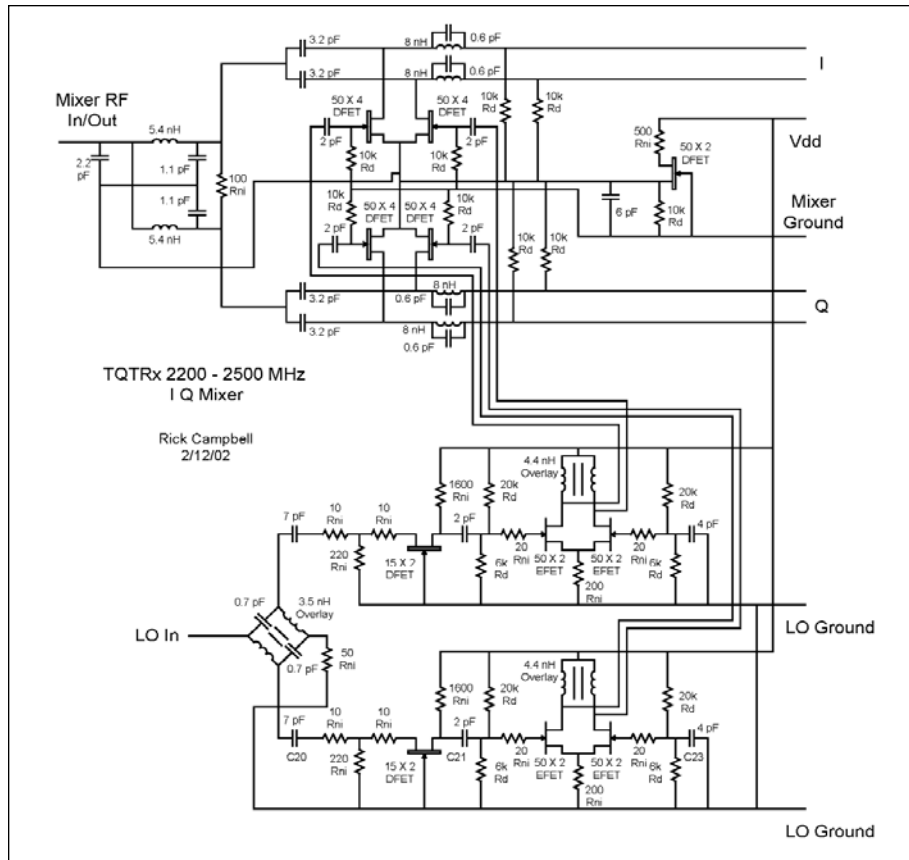 3.2 pF
8 nH
0.6 pF
3.2 pF
8 nH
0.6 pF
I
Mixer RF
In/Out
50 X 4
DFET
50 X 4
DFET
10k
Rd
10k
Rd
500
Rni
Vdd
5.4 nH
2 pF
2 pF
50 X 2
DFET
2.2
pF
1.1 pF
10k
Rd
10k
Rd
100
Rni
1.1 pF
10k
Rd
50 X 4
DFET
50 X 4
DFET
10k
Rd
6 pF
10k
Rd
Mixer
Ground
5.4 nH
2 pF
2 pF
10k
Rd
10k
Rd
3.2 pF
0.6 pF
8 nH
Q
3.2 pF
8 nH
0.6 pF
TQTRx 2200 - 2500 MHz
I Q Mixer
Rick Campbell
2/12/02
4.4 nH
Overlay
1600
Rni
20k
Rd
20k
Rd
7 pF
10
Rni
10
Rni
2 pF
4 pF
220
Rni
15 X 2
DFET
6k
Rd
20
Rni
50 X 2
EFET
50 X 2
EFET
20
Rni
6k
Rd
200
Rni
0.7 pF
3.5 nH
Overlay
LO In
0.7 pF
50
Rni
LO Ground
4.4 nH
Overlay
1600
Rni
20k
Rd
20k
Rd
7 pF
10
Rni
10
Rni
2 pF
4 pF
C20
C21
C23
220
Rni
15 X 2
DFET
6k
Rd
20
Rni
50 X 2
EFET
50 X 2
EFET
20
Rni
6k
Rd
200
Rni
LO Ground